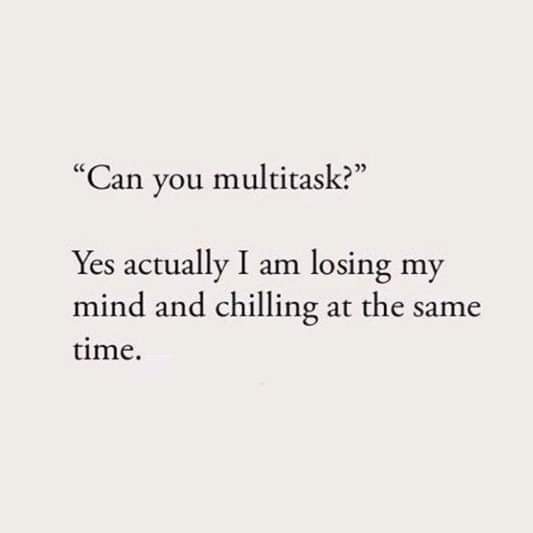 “Can you multitask?”
Yes actually I am losing my
mind and chilling at the same
time.